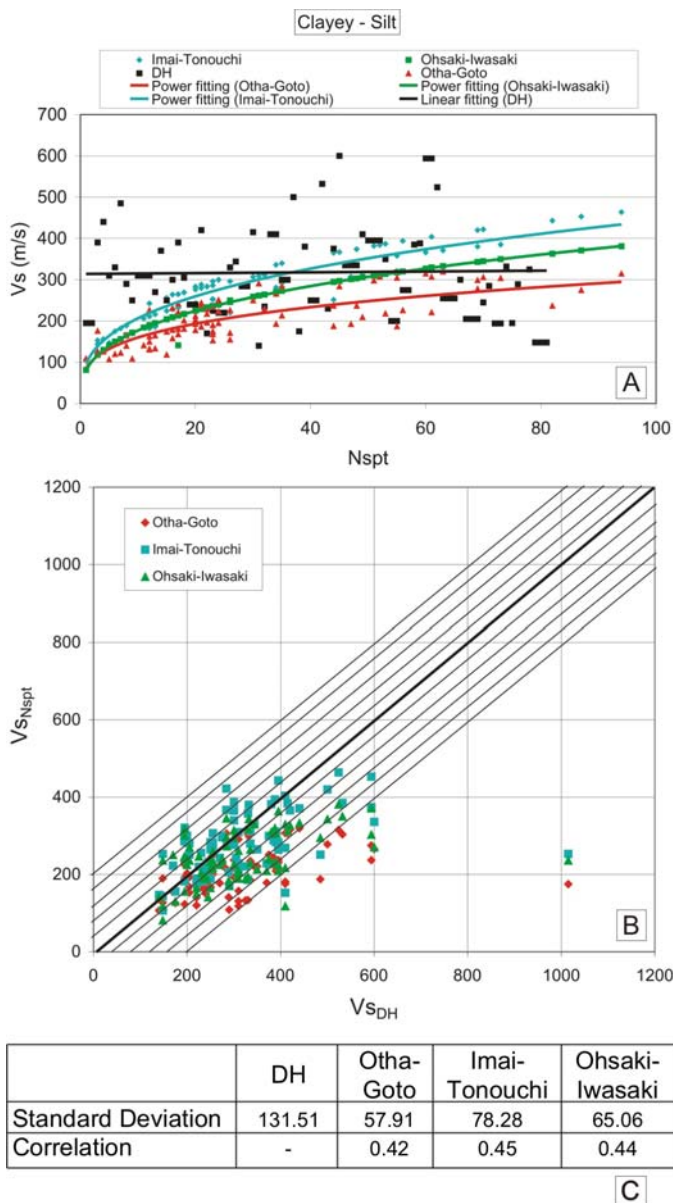 Clayey - Silt
Imai-Tonouchi
Ohsaki-Iwasaki
DH
Otha-Goto
Power fitting (Otha-Goto)
Power fitting (Ohsaki-Iwasaki)
Power fitting (Imai-Tonouchi)
Linear fitting (DH)
700
600
500
400
300
200
100
0
Vs (m/s)
0 20 40 60 80 100
Nspt
A
1200
1000
800
600
400
200
0
VsNspt
Otha-Goto
Imai-Tonouchi
Ohsaki-Iwasaki
B
0 200 400 600 800 1000 1200
VsDH
DH
Otha-
Goto
Imai-
Tonouchi
Ohsaki-
Iwasaki
Standard Deviation 131.51 57.91 78.28 65.06
Correlation - 0.42 0.45 0.44
C